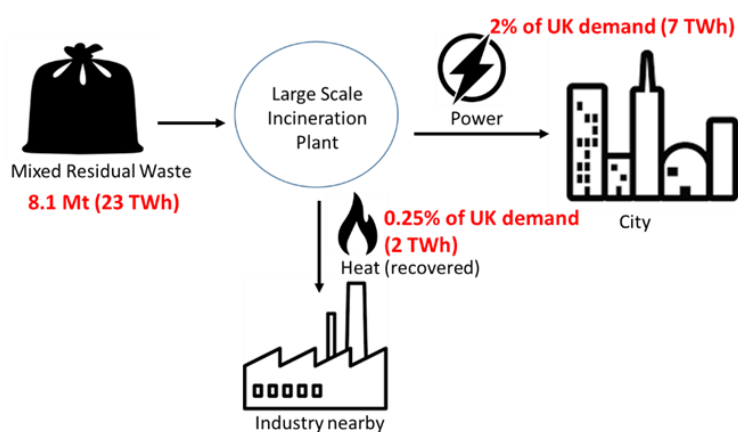 2% of UK demand (7 TWh)
Large Scale
Incineration
Plant
Power
Mixed Residual Waste
8.1 Mt (23 TWh)
0.25% of UK demand
(2 TWh)
Heat (recovered)
City
Industry nearby